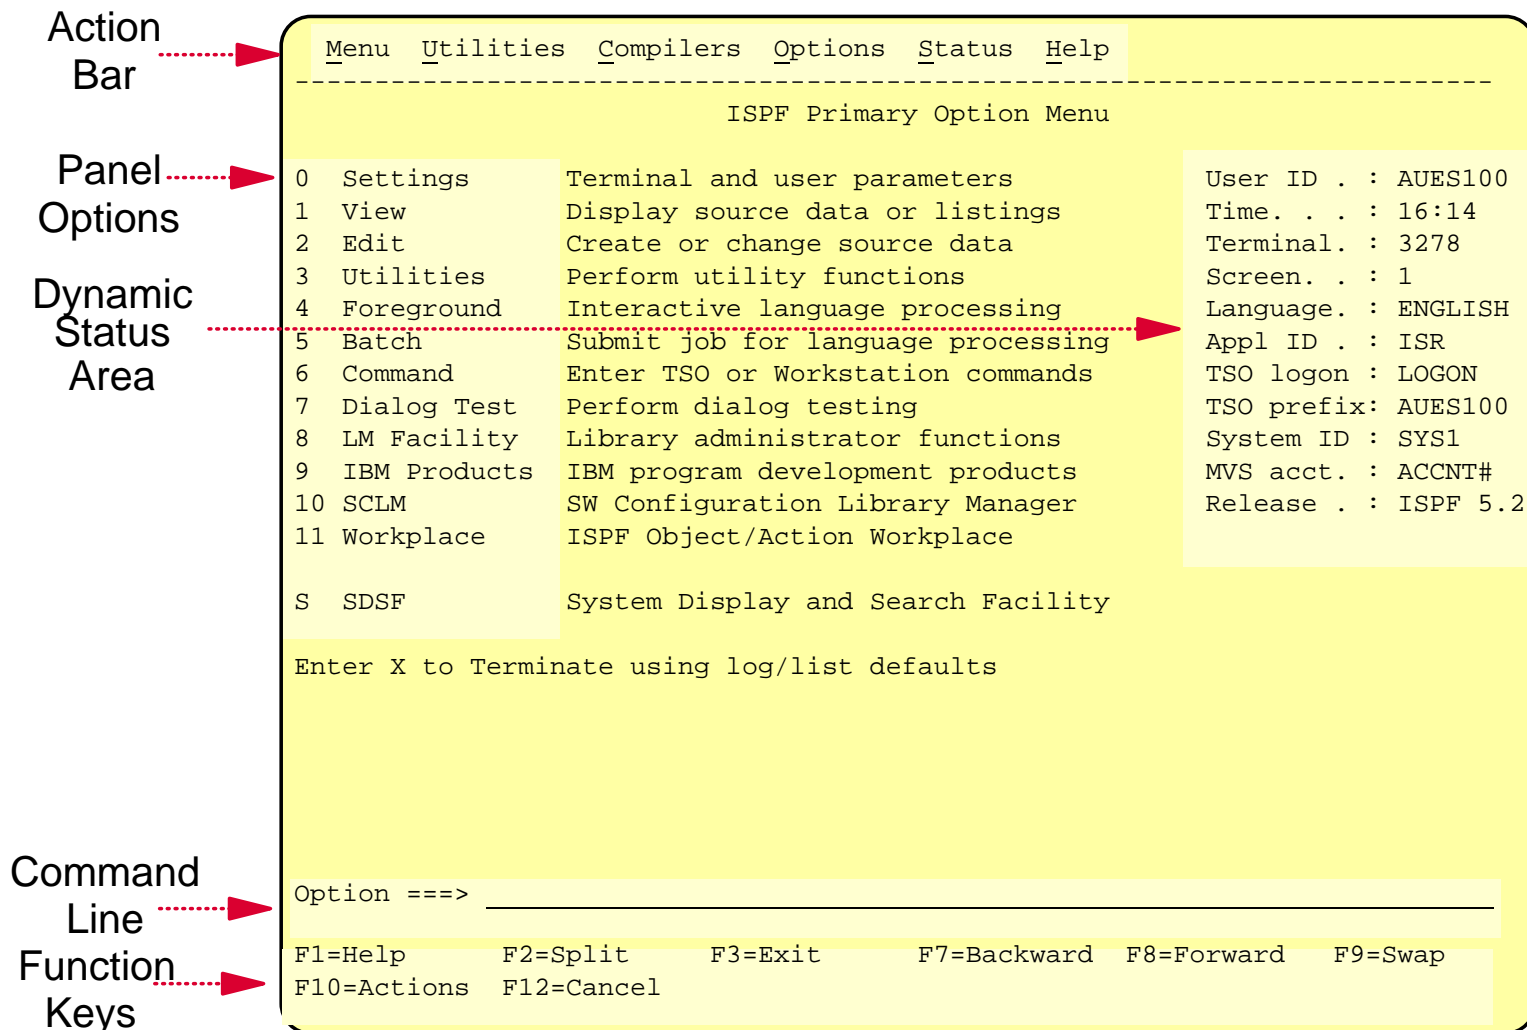 Action
Bar
Menu Utilities Compilers Options Status Help
--------------------------------------------------------------------------
ISPF Primary Option Menu
Panel
Options
0 Settings Terminal and user parameters User ID . : AUES100
1 View Display source data or listings Time. . . : 16:14
2 Edit Create or change source data Terminal. : 3278
3 Utilities Perform utility functions Screen. . : 1
Dynamic
Status
Area
4 Foreground Interactive language processing Language. : ENGLISH
5 Batch Submit job for language processing Appl ID . : ISR
6 Command Enter TSO or Workstation commands TSO logon : LOGON
7 Dialog Test Perform dialog testing TSO prefix: AUES100
8 LM Facility Library administrator functions System ID : SYS1
9 IBM Products IBM program development products MVS acct. : ACCNT#
10 SCLM SW Configuration Library Manager Release . : ISPF 5.2
11 Workplace ISPF Object/Action Workplace
S SDSF System Display and Search Facility
Enter X to Terminate using log/list defaults
Command
Line
Option ===>
Function
Keys
F1=Help F2=Split F3=Exit F7=Backward F8=Forward F9=Swap
F10=Actions F12=Cancel